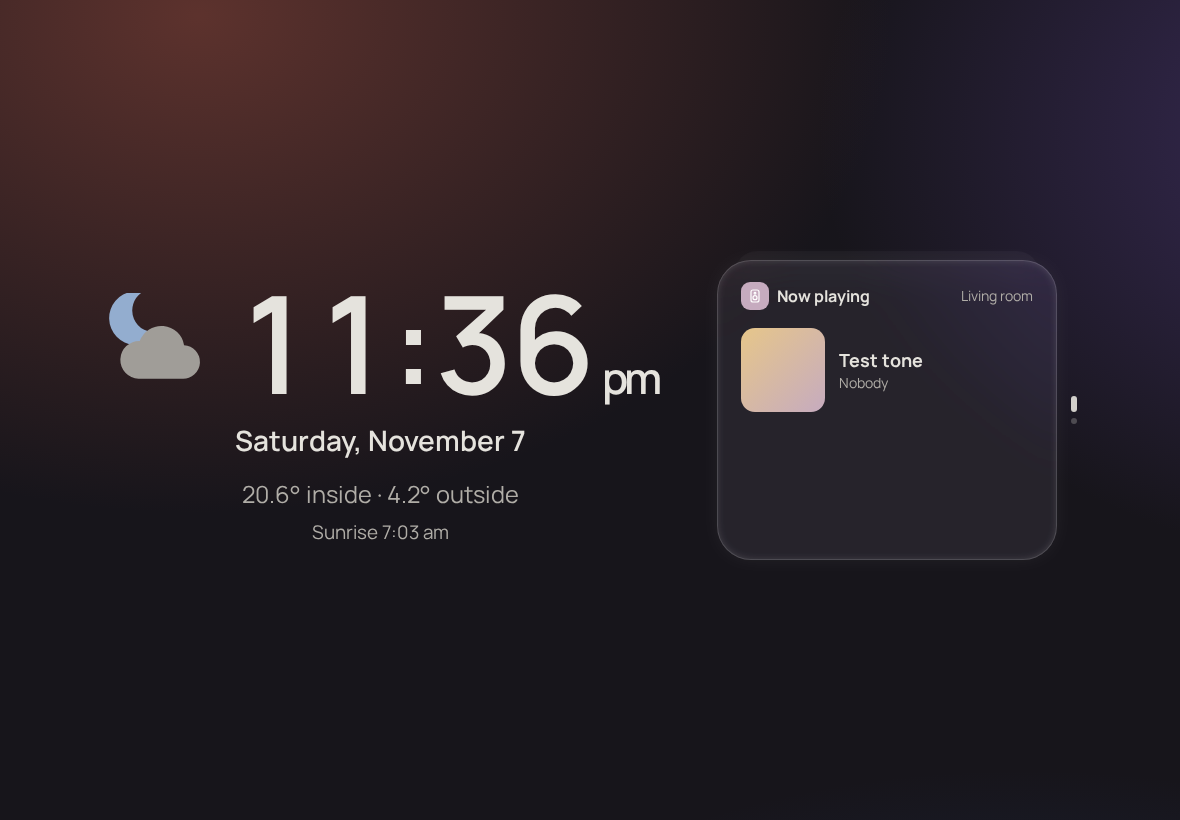 11:36 pm
Saturday, November 7
20.6° inside · 4.2° outside
Sunrise 7:03 am
Now playing
Living room
Test tone
Nobody